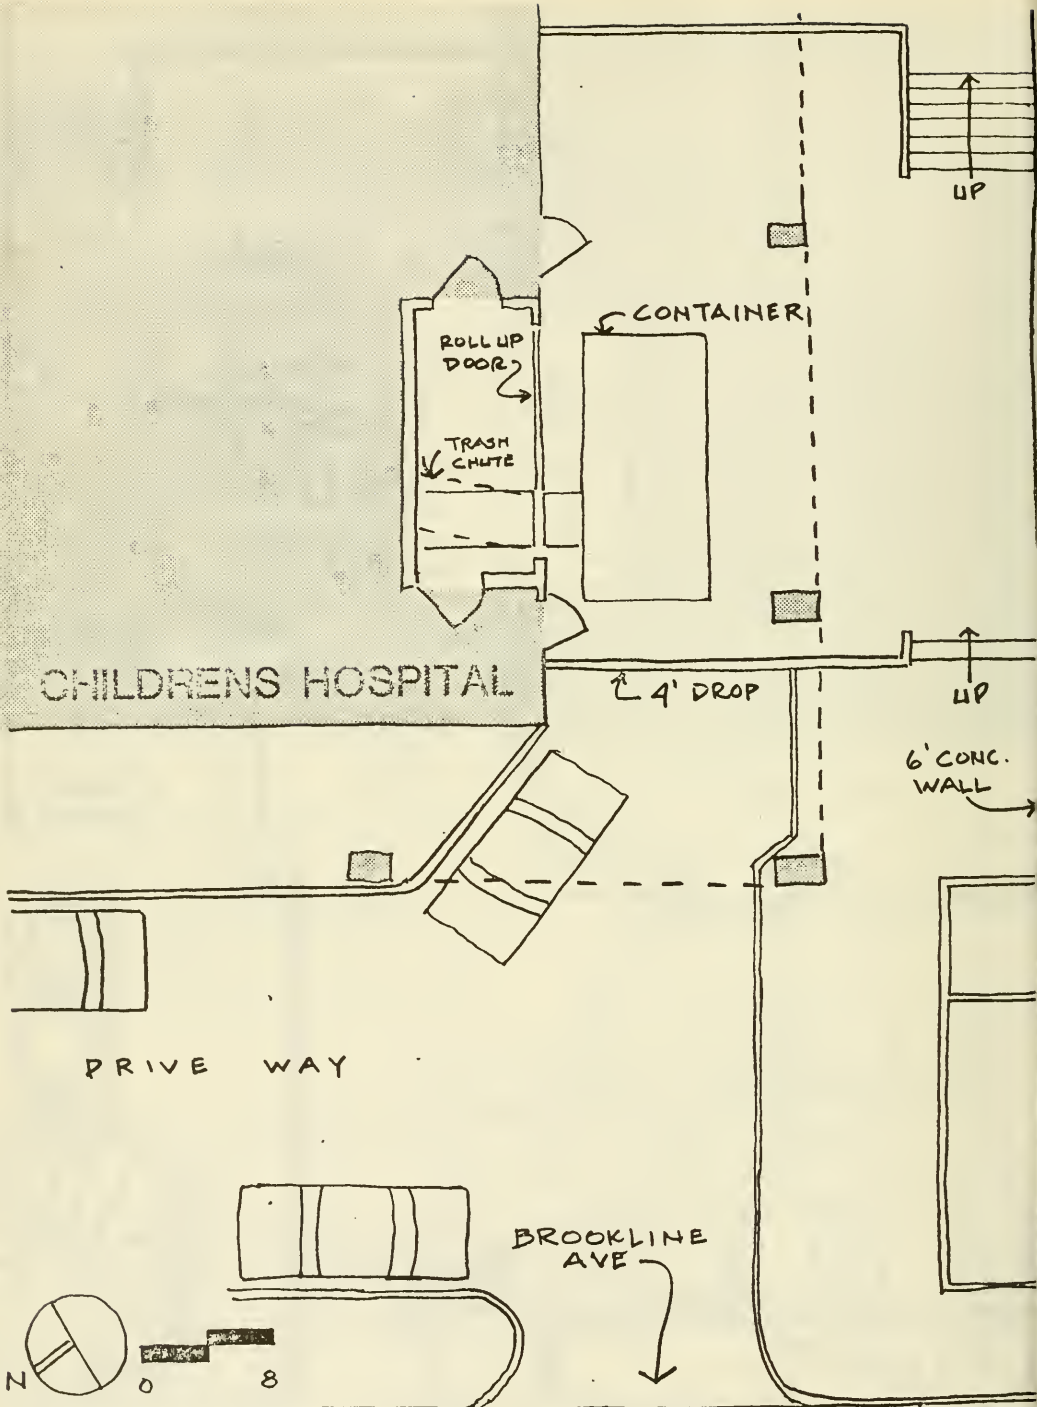 UP
CONTAINER
ROLL UP
DOOR
TRASH
CHUTE
CHILDRENS HOSPITAL
4' DROP
UP
6' CONC.
WALL
DRIVE WAY
BROOKLINE
AVE
N
0 8